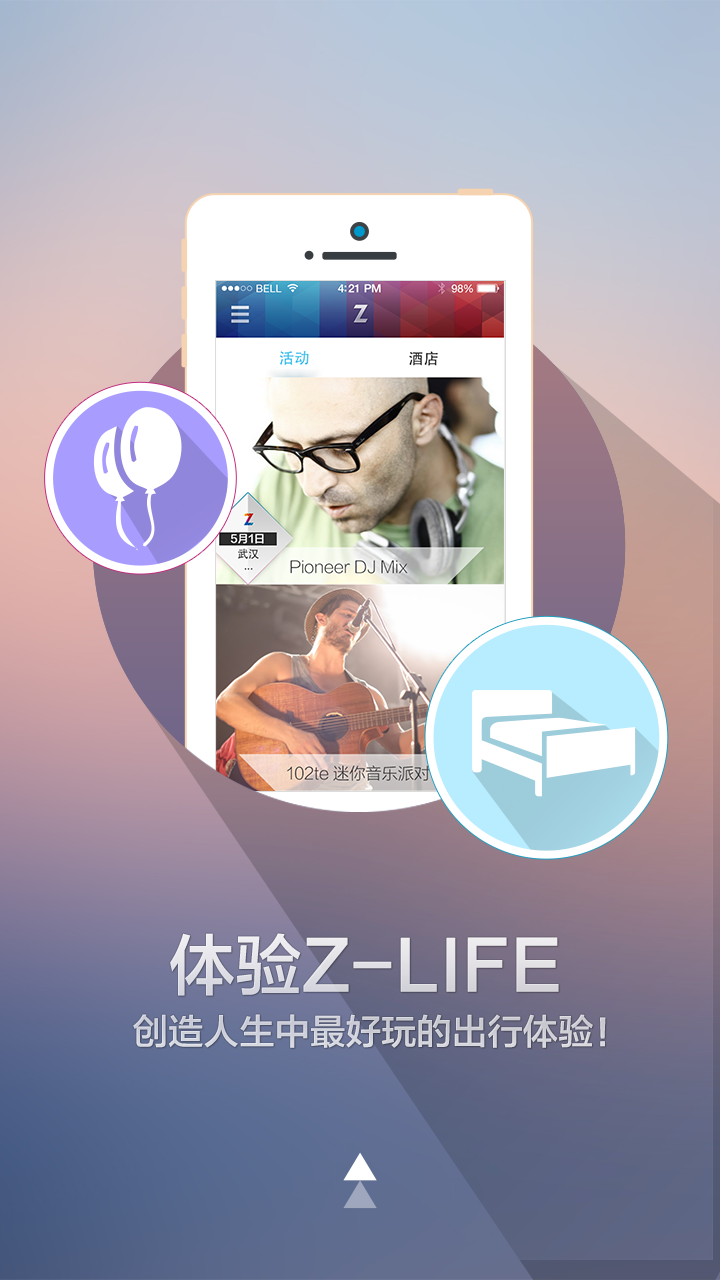 BELL 4:21 PM 98%
Z
活动 酒店
Z
5月1日
武汉
...
Pioneer DJ Mix
102te 迷你音乐派对
体验Z-LIFE
创造人生中最好玩的出行体验!